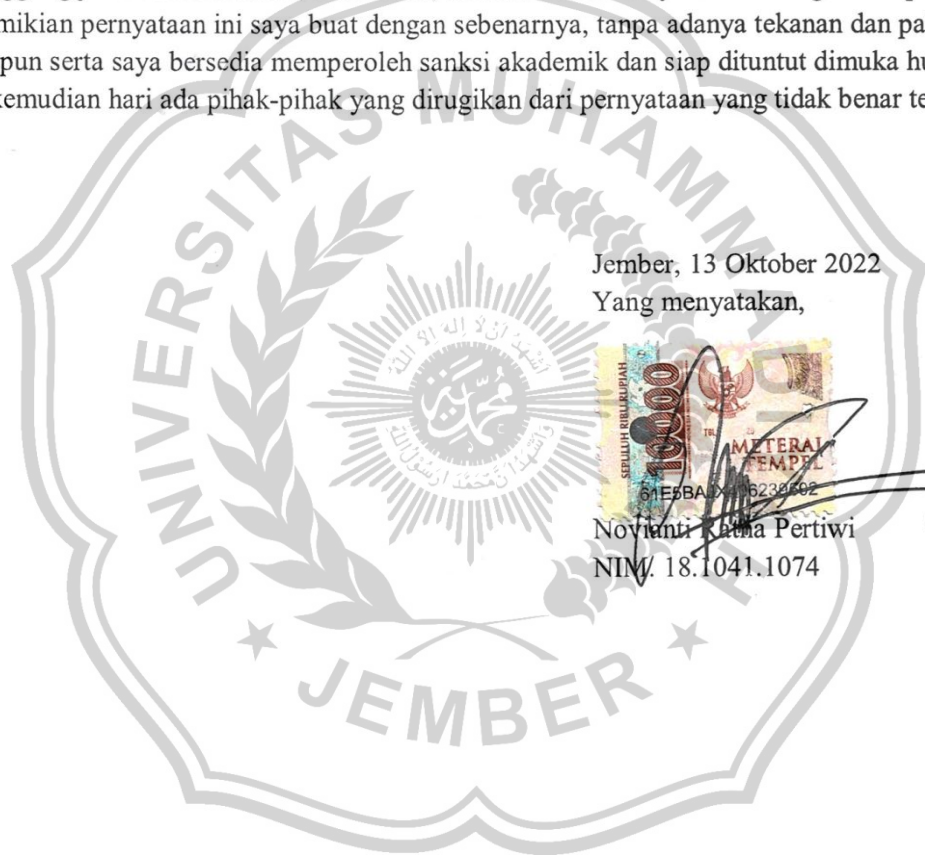 mikian pernyataan ini saya buat dengan sebenarnya, tanpa adanya tekanan dan pa
pun serta saya bersedia memperoleh sanksi akademik dan siap dituntut dimuka hu
kemudian hari ada pihak-pihak yang dirugikan dari pernyataan yang tidak benar te
UNIVERSITAS MUHAMMADIYAH
JEMBER
Jember, 13 Oktober 2022
Yang menyatakan,
SEPULUH RIBU RUPIAH
10000
METERAI
TEMPEL
Novianti Ratna Pertiwi
NIM. 18.1041.1074